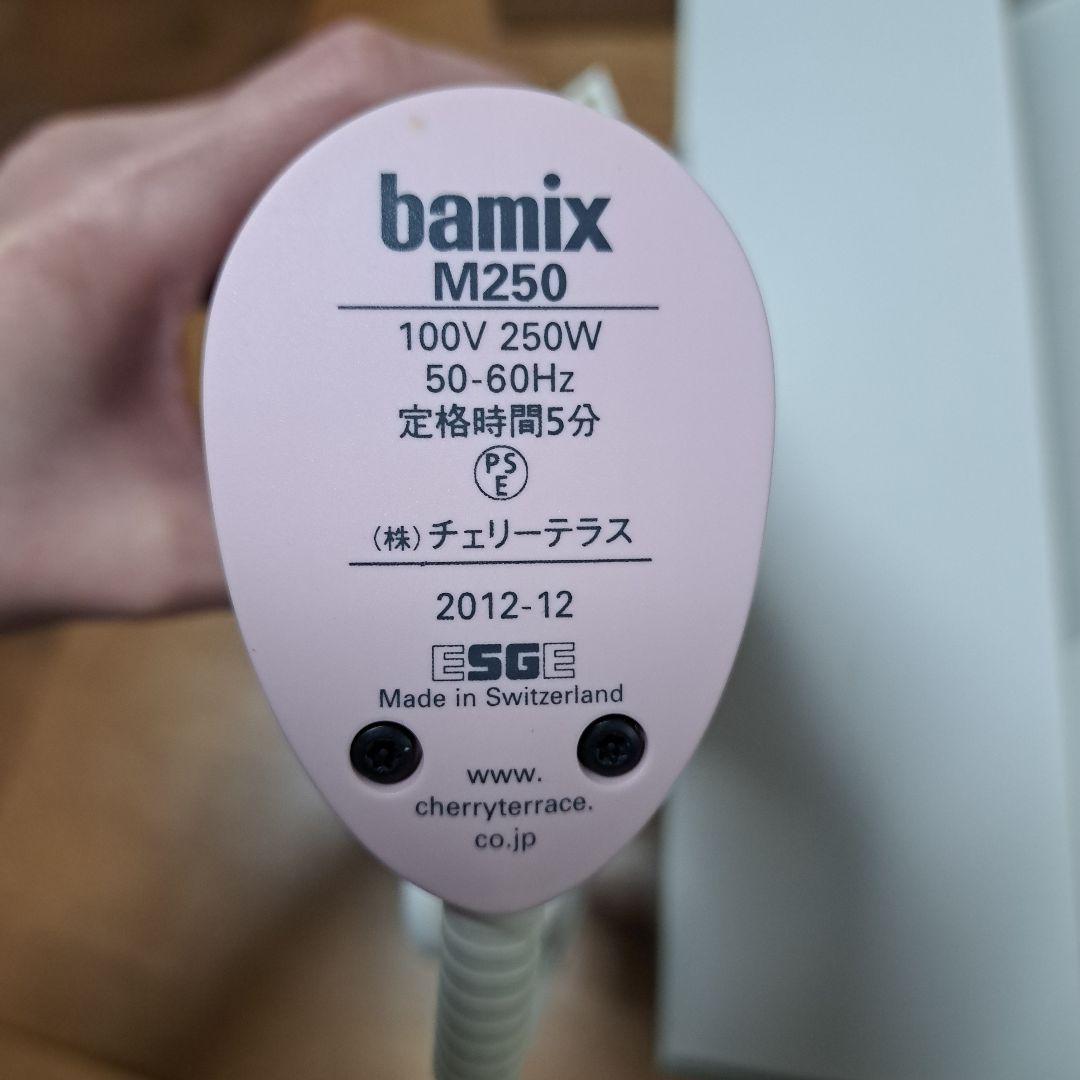 bamix
M250
100V 250W
50-60Hz
定格時間5分
PS
E
(株)チェリーテラス
2012-12
ESGE
Made in Switzerland
www.
cherryterrace.
co.jp